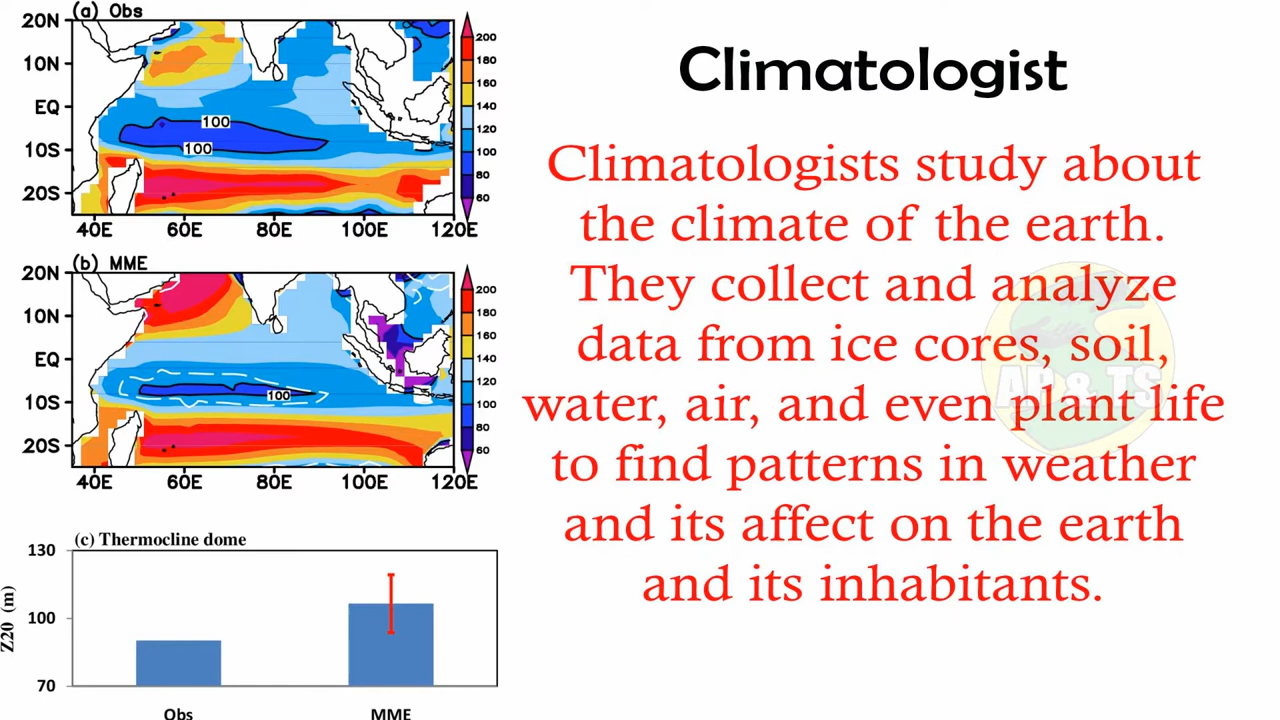 (a) Obs
20N
10N
EQ
10S
20S
40E 60E 80E 100E 120E
100
100
200
180
160
140
120
100
80
60
(b) MME
20N
10N
EQ
10S
20S
40E 60E 80E 100E 120E
100
200
180
160
140
120
100
80
60
(c) Thermocline dome
130
100
70
Z20 (m)
Obs MME
Climatologist
Climatologists study about
the climate of the earth.
They collect and analyze
data from ice cores, soil,
water, air, and even plant life
to find patterns in weather
and its affect on the earth
and its inhabitants.
AP & TS